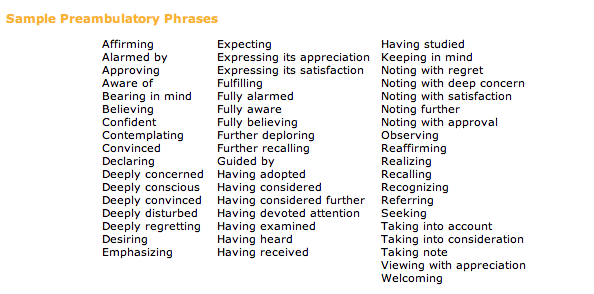 Sample Preambulatory Phrases
Affirming
Alarmed by
Approving
Aware of
Bearing in mind
Believing
Confident
Contemplating
Convinced
Declaring
Deeply concerned
Deeply conscious
Deeply convinced
Deeply disturbed
Deeply regretting
Desiring
Emphasizing
Expecting
Expressing its appreciation
Expressing its satisfaction
Fulfilling
Fully alarmed
Fully aware
Fully believing
Further deploring
Further recalling
Guided by
Having adopted
Having considered
Having considered further
Having devoted attention
Having examined
Having heard
Having received
Having studied
Keeping in mind
Noting with regret
Noting with deep concern
Noting with satisfaction
Noting further
Noting with approval
Observing
Reaffirming
Realizing
Recalling
Recognizing
Referring
Seeking
Taking into account
Taking into consideration
Taking note
Viewing with appreciation
Welcoming